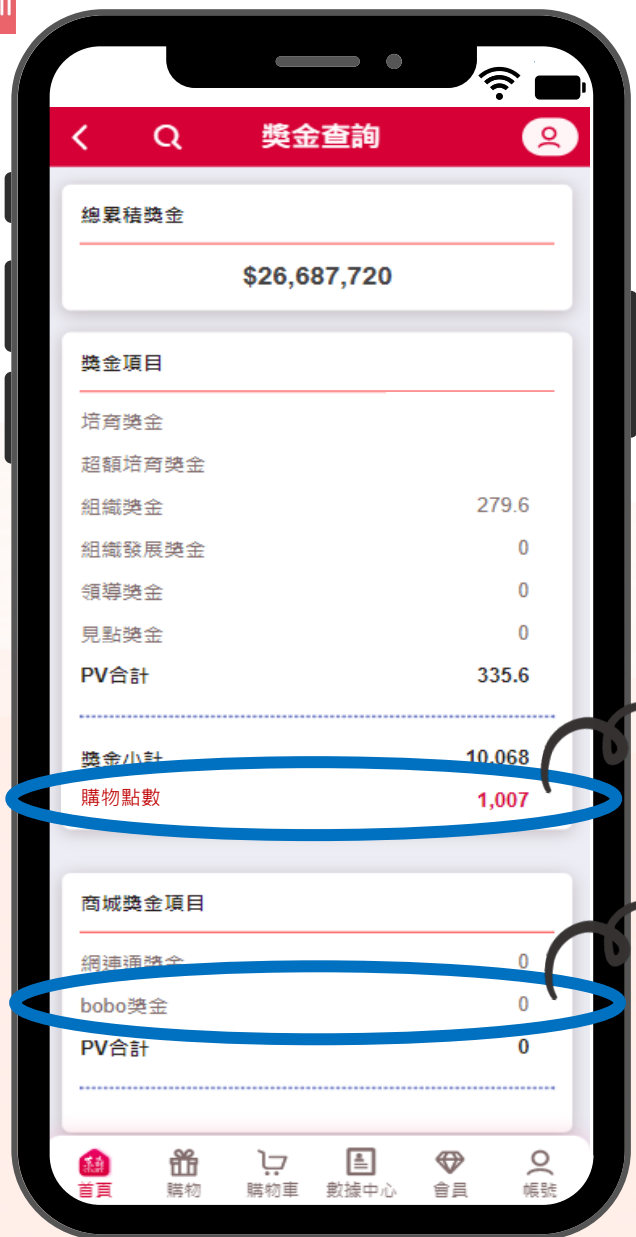 獎金查詢
總累積獎金
$26,687,720
獎金項目
培育獎金
超額培育獎金
組織獎金 279.6
組織發展獎金 0
領導獎金 0
見點獎金 0
PV合計 335.6
獎金小計 10,068
購物點數 1,007
商城獎金項目
網連通獎金 0
bobo獎金 0
PV合計 0
首頁 購物 購物車 數據中心 會員 帳號